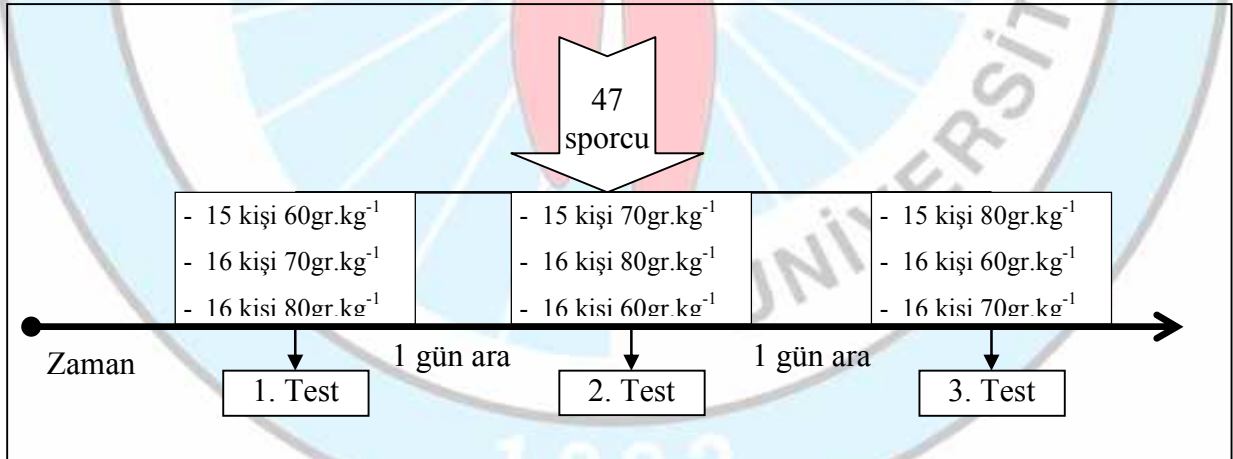 47
sporcu
- 15 kişi 60gr.kg⁻¹
- 16 kişi 70gr.kg⁻¹
- 16 kişi 80gr.kg⁻¹
- 15 kişi 70gr.kg⁻¹
- 16 kişi 80gr.kg⁻¹
- 16 kişi 60gr.kg⁻¹
- 15 kişi 80gr.kg⁻¹
- 16 kişi 60gr.kg⁻¹
- 16 kişi 70gr.kg⁻¹
Zaman
1 gün ara
1 gün ara
1. Test
2. Test
3. Test